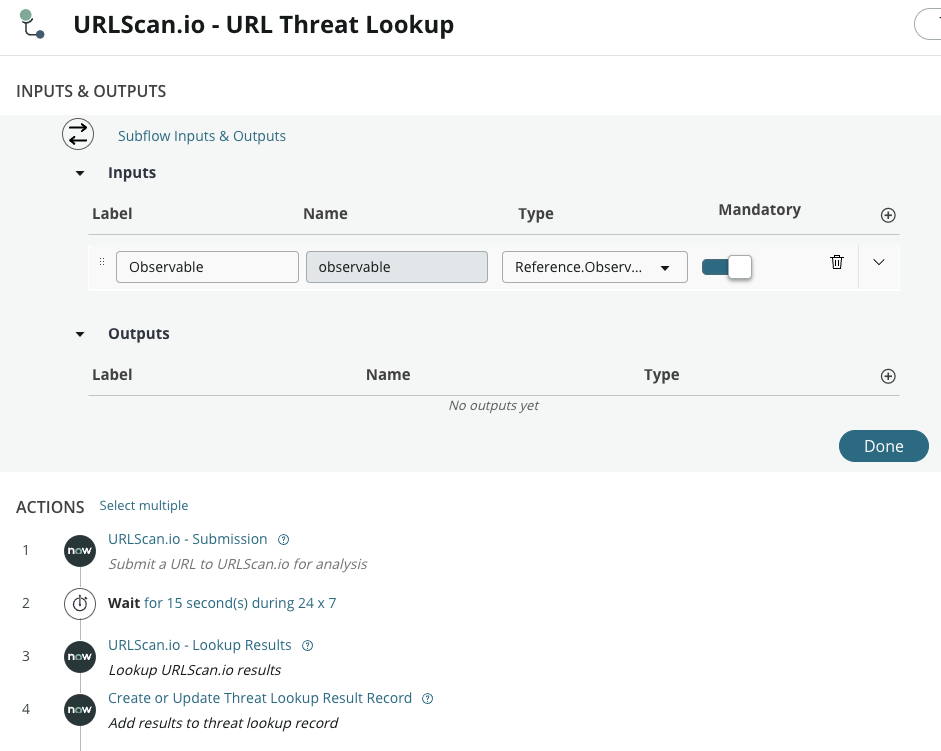 URLScan.io - URL Threat Lookup
INPUTS & OUTPUTS
Subflow Inputs & Outputs
Inputs
Label Name Type Mandatory
Observable observable Reference.Observ...
Outputs
Label Name Type
No outputs yet
Done
ACTIONS Select multiple
1 now URLScan.io - Submission ?
Submit a URL to URLScan.io for analysis
2 Wait for 15 second(s) during 24 x 7
3 now URLScan.io - Lookup Results ?
Lookup URLScan.io results
4 now Create or Update Threat Lookup Result Record ?
Add results to threat lookup record